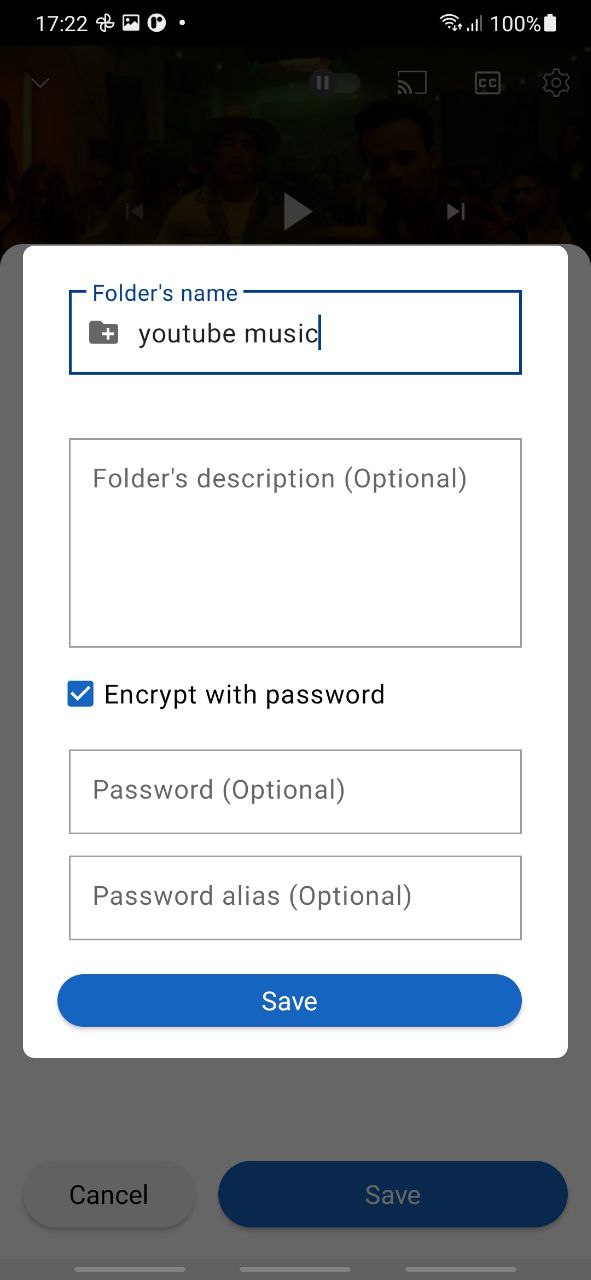 17:22
100%
CC
Folder's name
youtube music
Folder's description (Optional)
Encrypt with password
Password (Optional)
Password alias (Optional)
Save
Cancel
Save